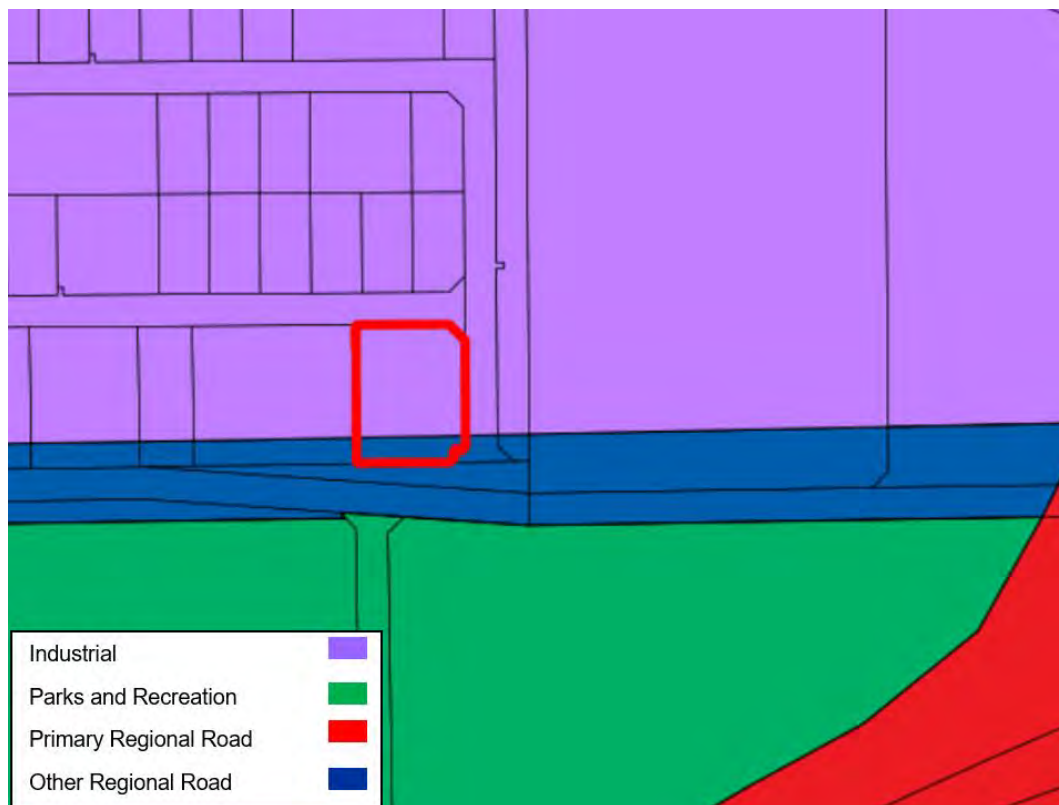 Industrial
Parks and Recreation
Primary Regional Road
Other Regional Road